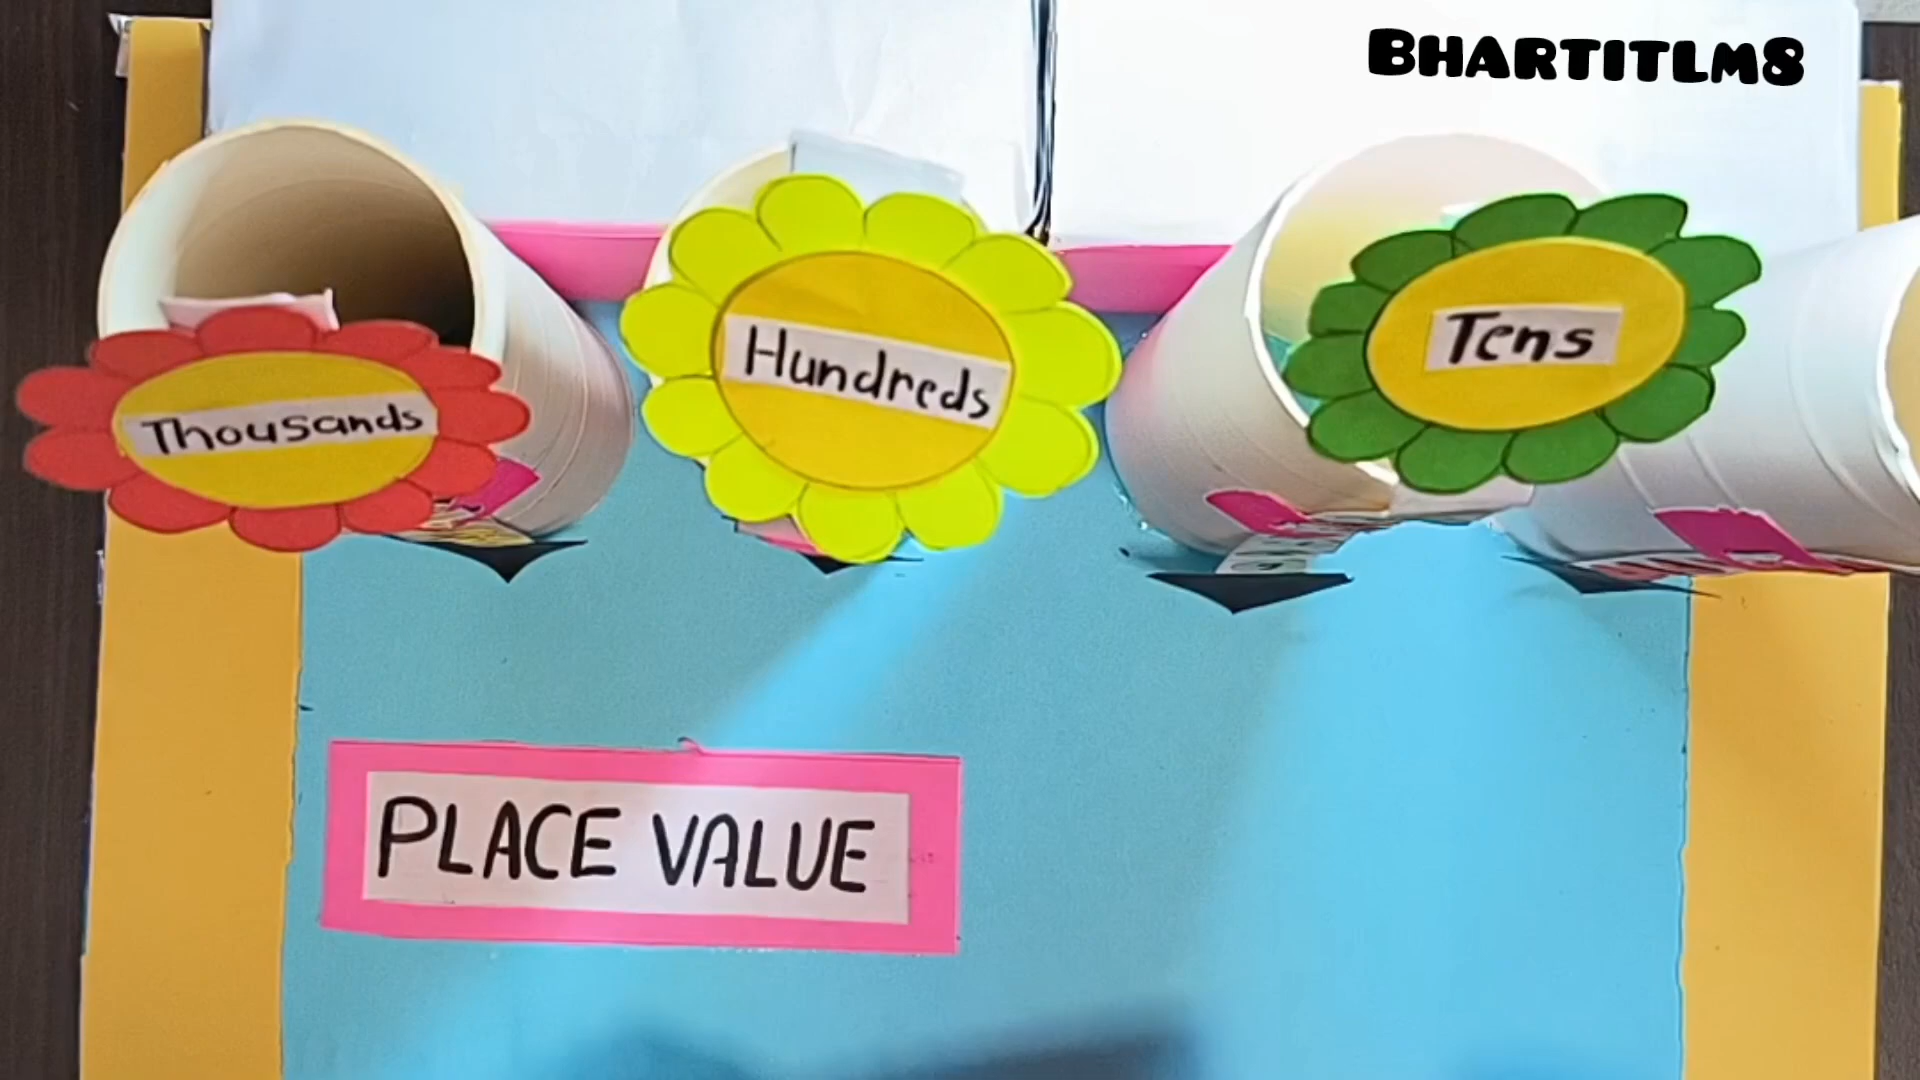 BHARTITLM8
Thousands
Hundreds
Tens
PLACE VALUE